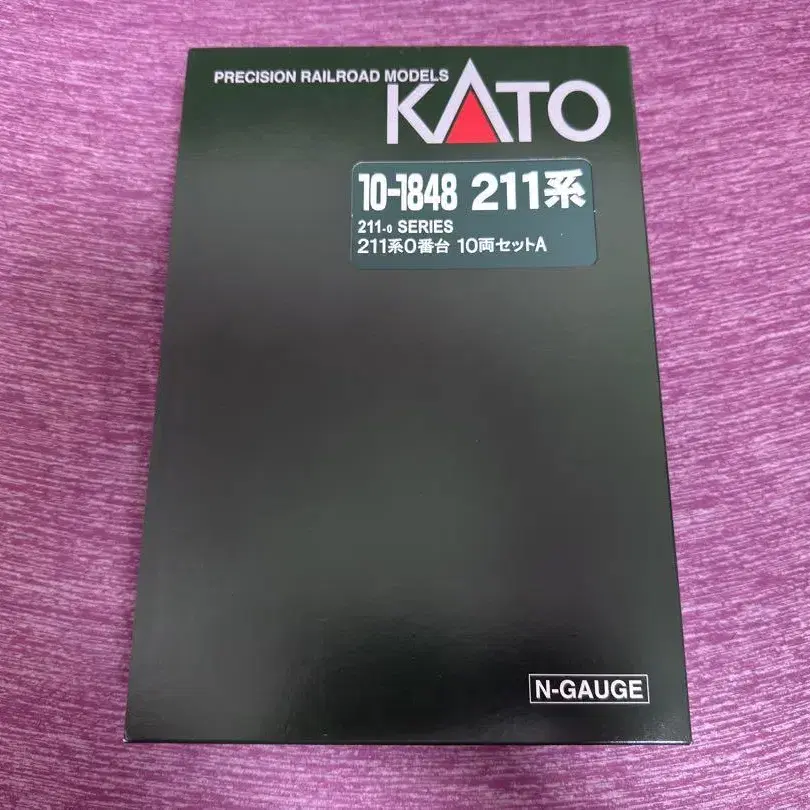 PRECISION RAILROAD MODELS
KATO
10-1848 211系
211-0 SERIES
211系0番台 10両セットA
N-GAUGE